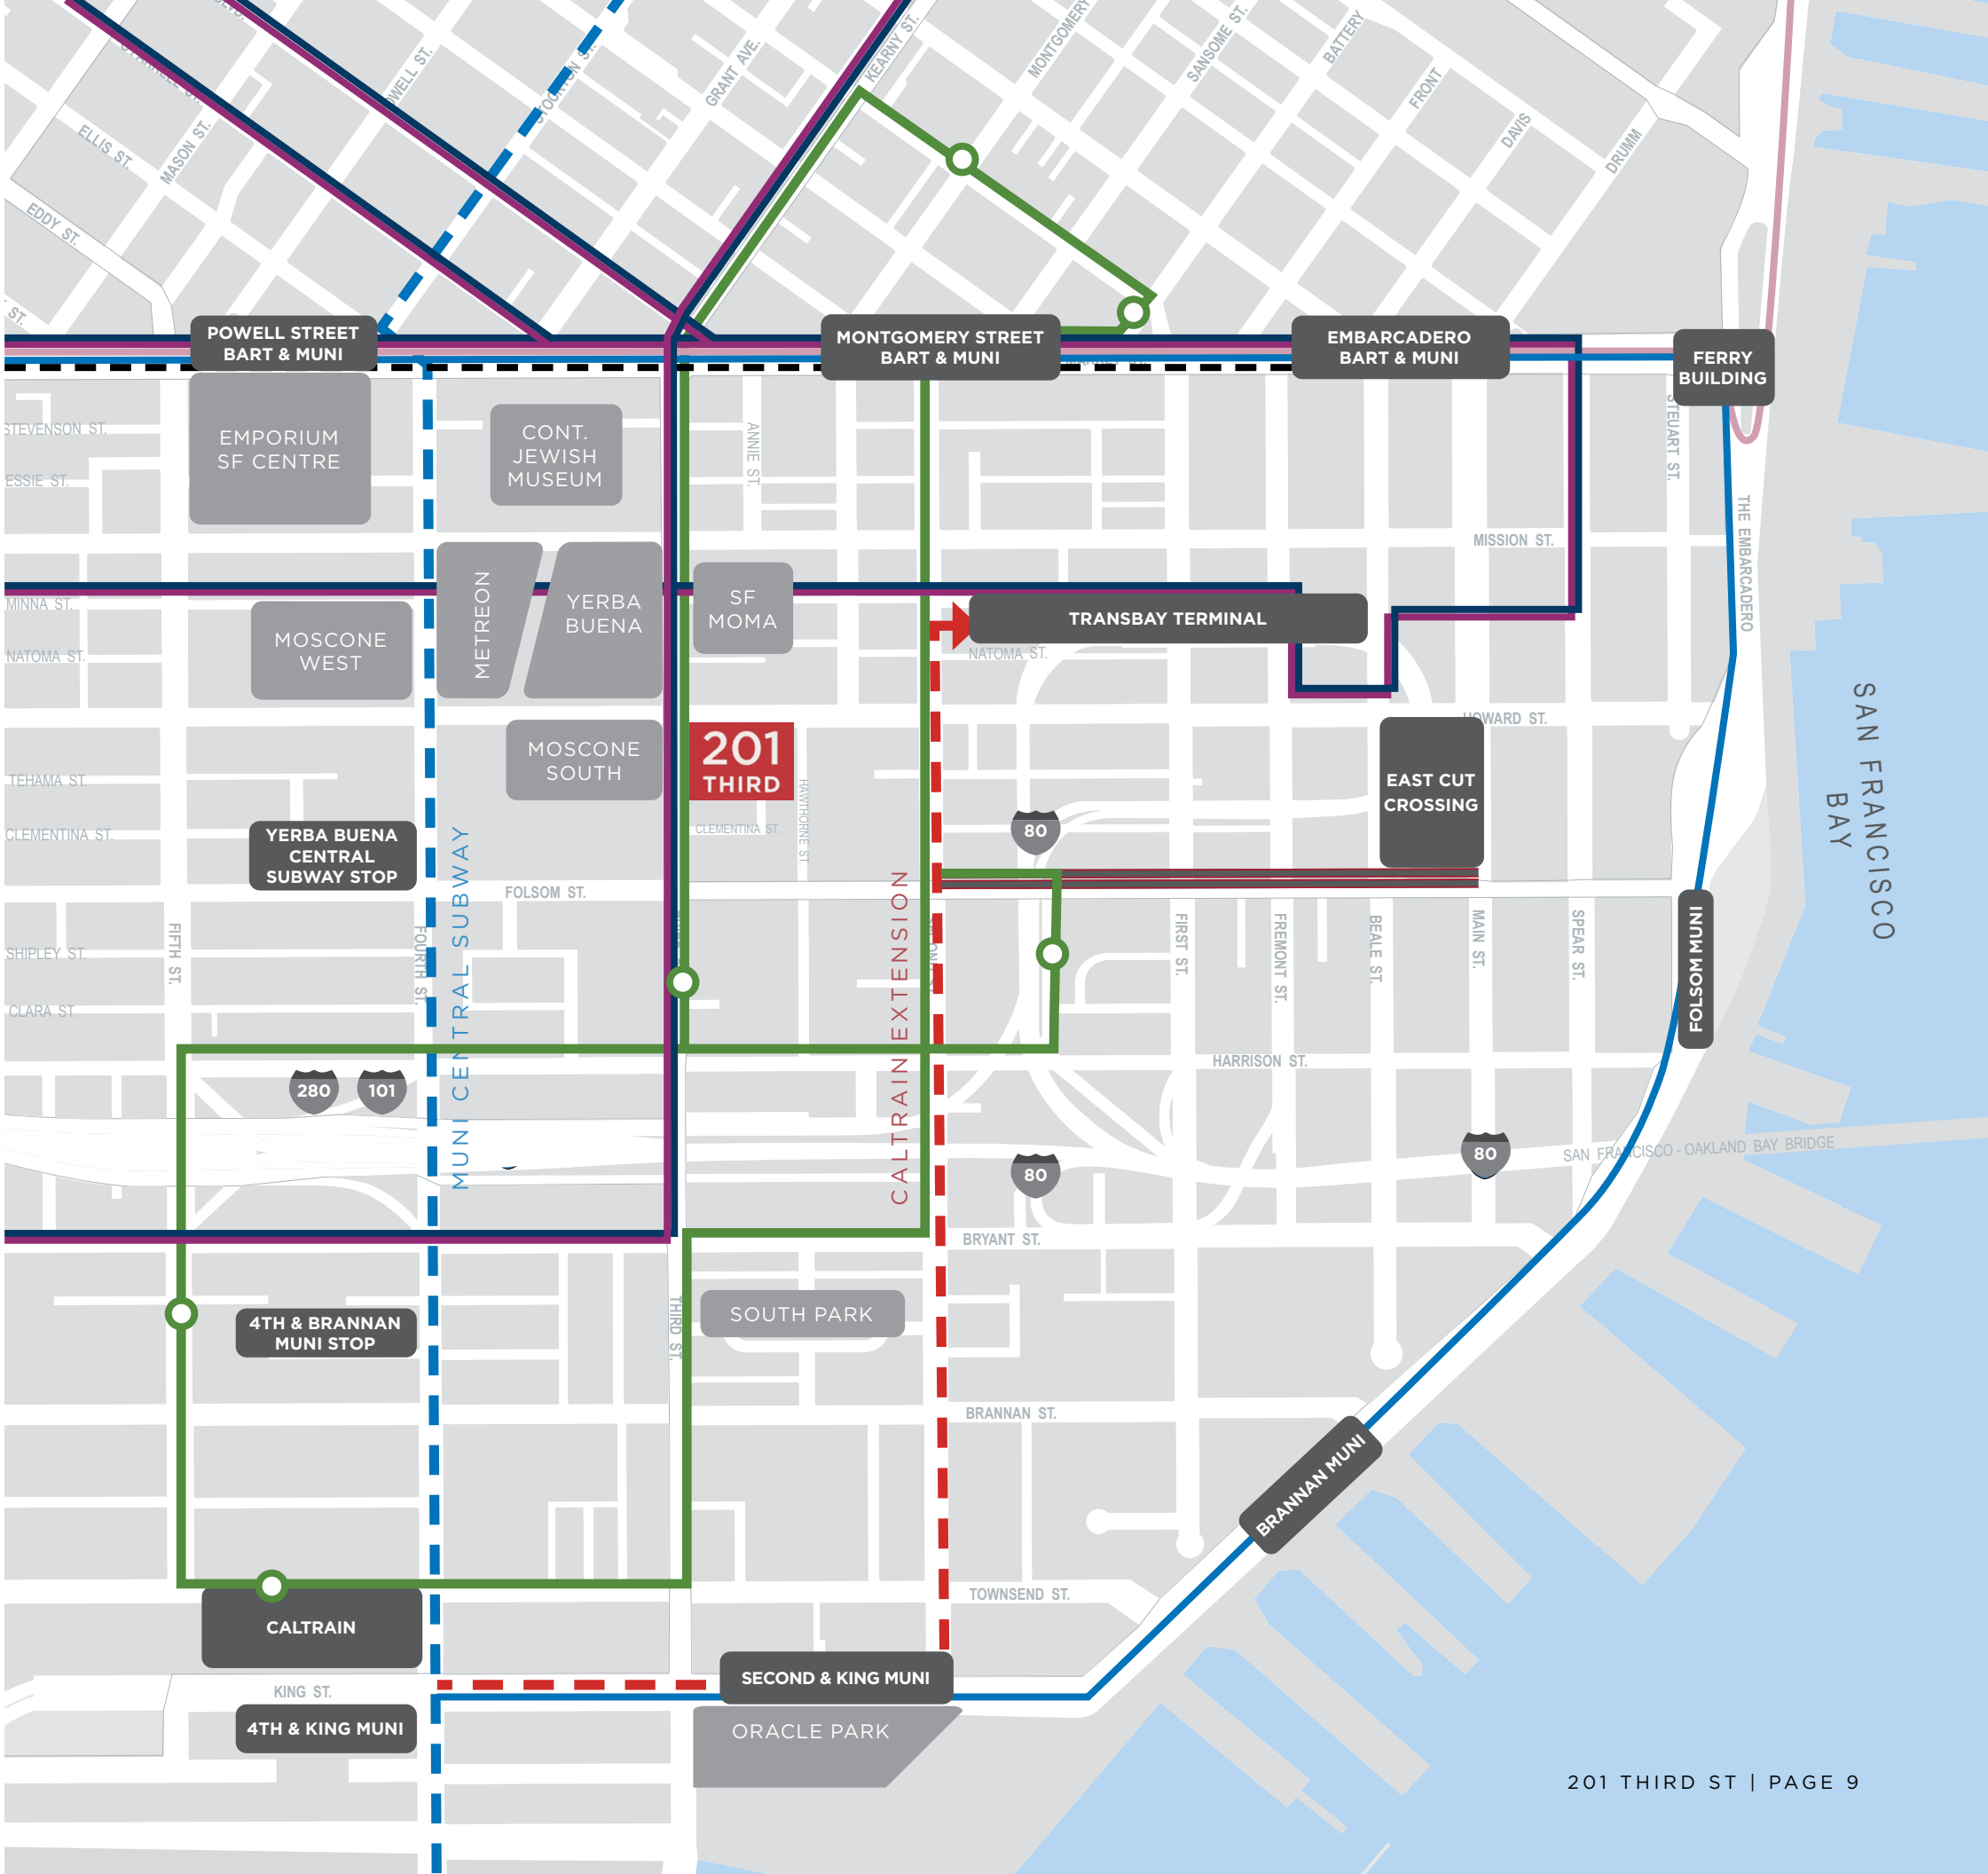 KEARNY ST.
MONTGOMERY
SANSOME ST.
BATTERY
FRONT
DAVIS
DRUMM
GRANT AVE.
STOCKTON ST.
MASON ST.
ELLIS ST.
EDDY ST.
ST.
POWELL STREET
BART & MUNI
MONTGOMERY STREET
BART & MUNI
EMBARCADERO
BART & MUNI
FERRY
BUILDING
STEVENSON ST.
ESSIE ST.
EMPORIUM
SF CENTRE
CONT.
JEWISH
MUSEUM
ANNIE ST.
STEUART ST.
THE EMBARCADERO
MISSION ST.
MINNA ST.
NATOMA ST.
MOSCONE
WEST
METREON
YERBA
BUENA
SF
MOMA
TRANSBAY TERMINAL
NATOMA ST.
HOWARD ST.
SAN FRANCISCO
BAY
MOSCONE
SOUTH
201
THIRD
HAWTHORNE ST.
TEHAMA ST.
CLEMENTINA ST.
CLEMENTINA ST.
EAST CUT
CROSSING
80
YERBA BUENA
CENTRAL
SUBWAY STOP
MUNI CENTRAL SUBWAY
CALTRAIN EXTENSION
FOLSOM ST.
FIFTH ST.
FOURTH ST.
FIRST ST.
FREMONT ST.
BEALE ST.
MAIN ST.
SPEAR ST.
FOLSOM MUNI
SHIPLEY ST.
CLARA ST.
HARRISON ST.
280
101
80
80
SAN FRANCISCO - OAKLAND BAY BRIDGE
BRYANT ST.
4TH & BRANNAN
MUNI STOP
THIRD ST.
SOUTH PARK
BRANNAN ST.
BRANNAN MUNI
TOWNSEND ST.
CALTRAIN
SECOND & KING MUNI
KING ST.
4TH & KING MUNI
ORACLE PARK
201 THIRD ST | PAGE 9